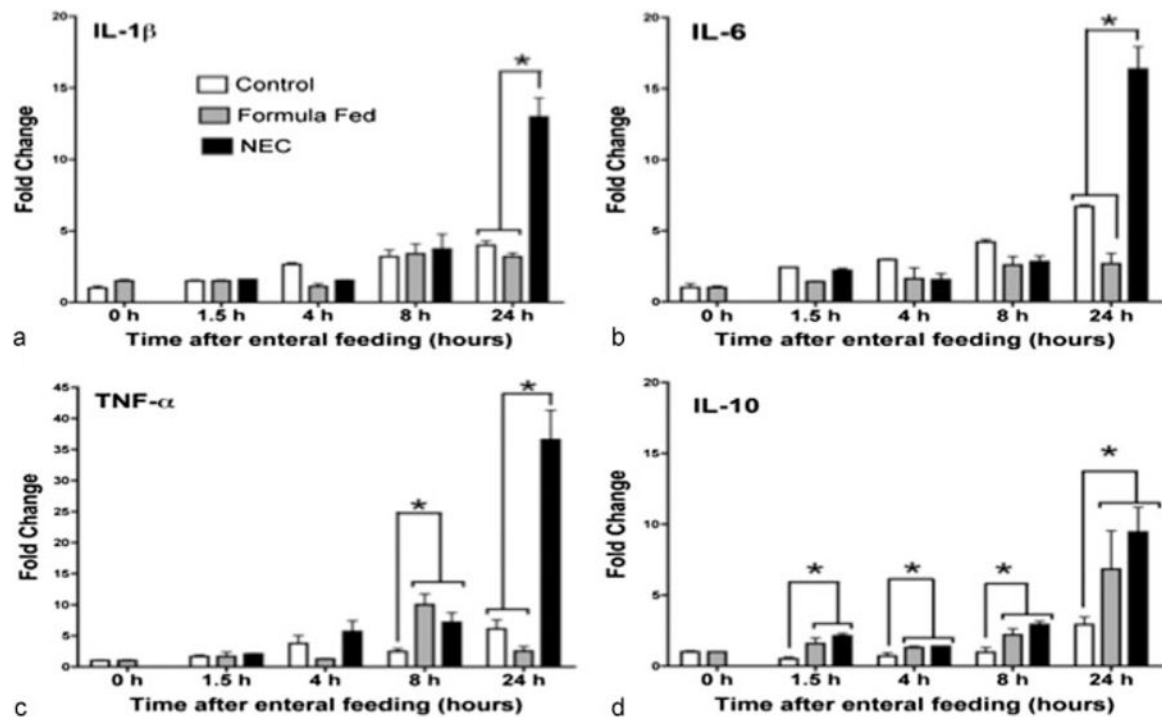 IL-1β
Control
Formula Fed
NEC
*
20
15
10
5
0
Fold Change
0 h 1.5 h 4 h 8 h 24 h
Time after enteral feeding (hours)
a
IL-6
*
20
15
10
5
0
Fold Change
0 h 1.5 h 4 h 8 h 24 h
Time after enteral feeding (hours)
b
TNF-α
*
*
45
40
35
30
25
20
15
10
5
0
Fold Change
0 h 1.5 h 4 h 8 h 24 h
Time after enteral feeding (hours)
c
IL-10
*
*
*
*
20
15
10
5
0
Fold Change
0 h 1.5 h 4 h 8 h 24 h
Time after enteral feeding (hours)
d